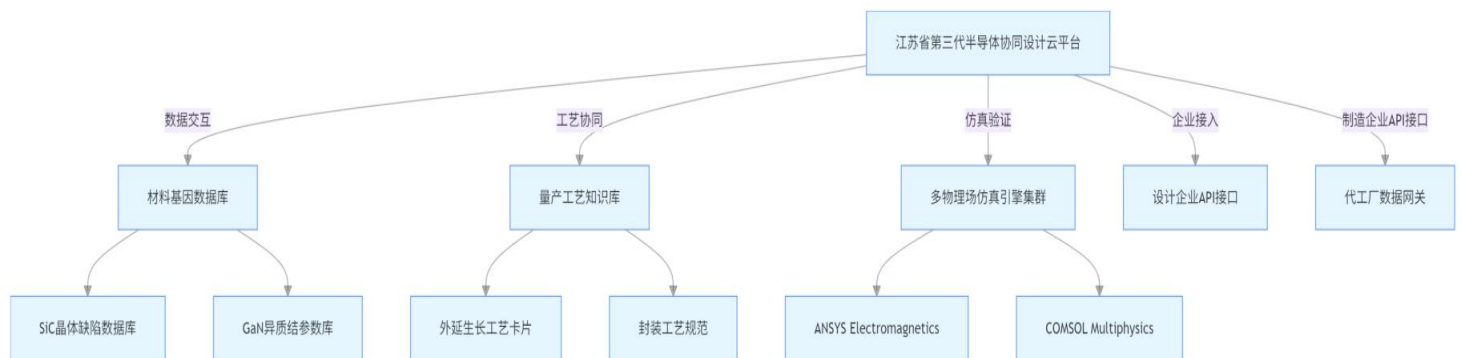 江苏省第三代半导体协同设计云平台
数据交互
工艺协同
仿真验证
企业接入
制造企业API接口
材料基因数据库
量产工艺知识库
多物理场仿真引擎集群
设计企业API接口
代工厂数据网关
SiC晶体缺陷数据库
GaN异质结参数库
外延生长工艺卡片
封装工艺规范
ANSYS Electromagnetics
COMSOL Multiphysics